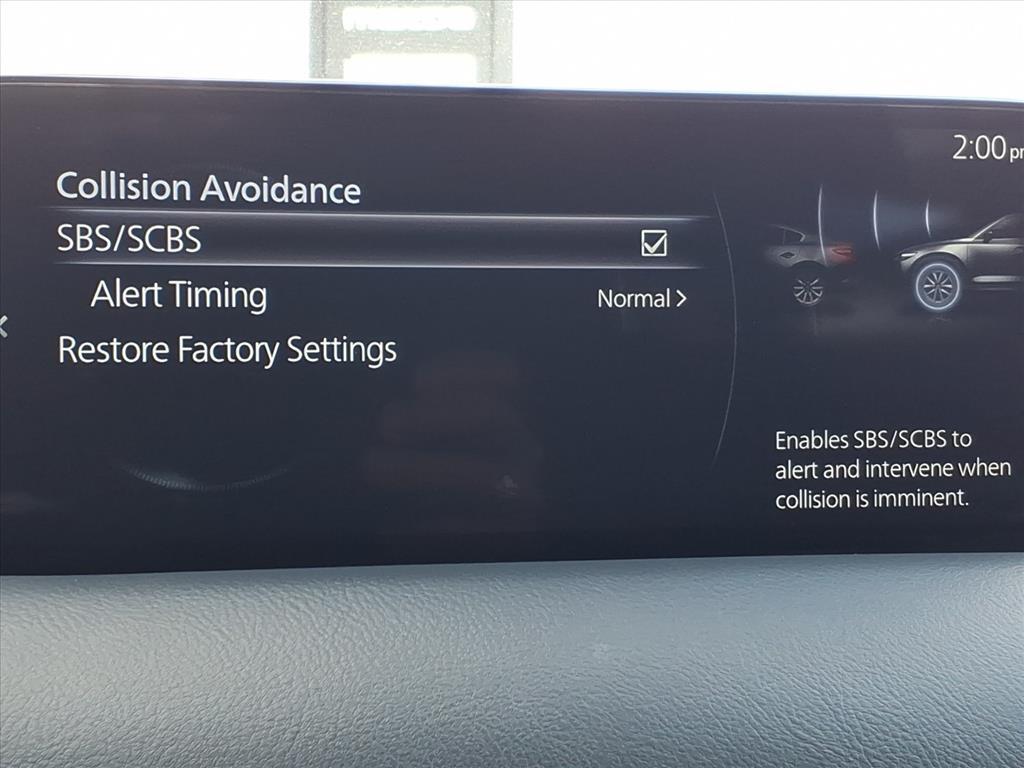 2:00
Collision Avoidance
SBS/SCBS
Alert Timing Normal >
Restore Factory Settings
Enables SBS/SCBS to
alert and intervene when
collision is imminent.